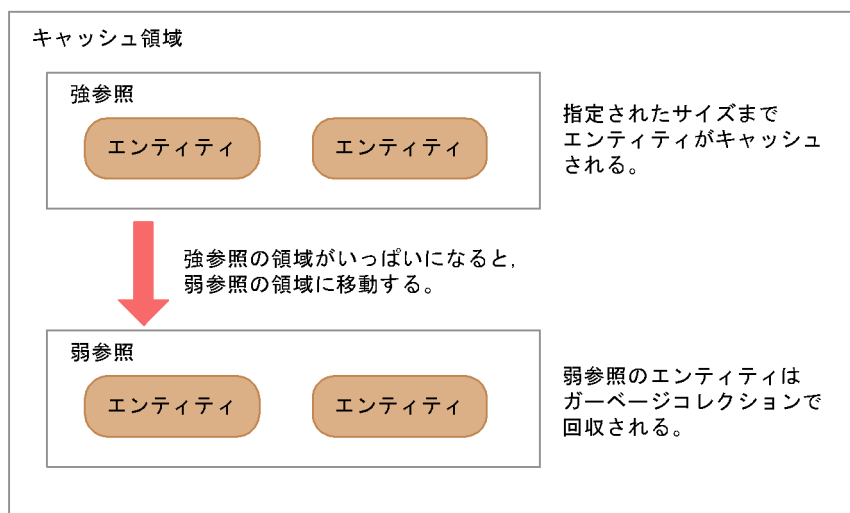 キャッシュ領域
強参照
エンティティ
エンティティ
指定されたサイズまで
エンティティがキャッシュ
される。
強参照の領域がいっぱいになると,
弱参照の領域に移動する。
弱参照
エンティティ
エンティティ
弱参照のエンティティは
ガーベージコレクションで
回収される。